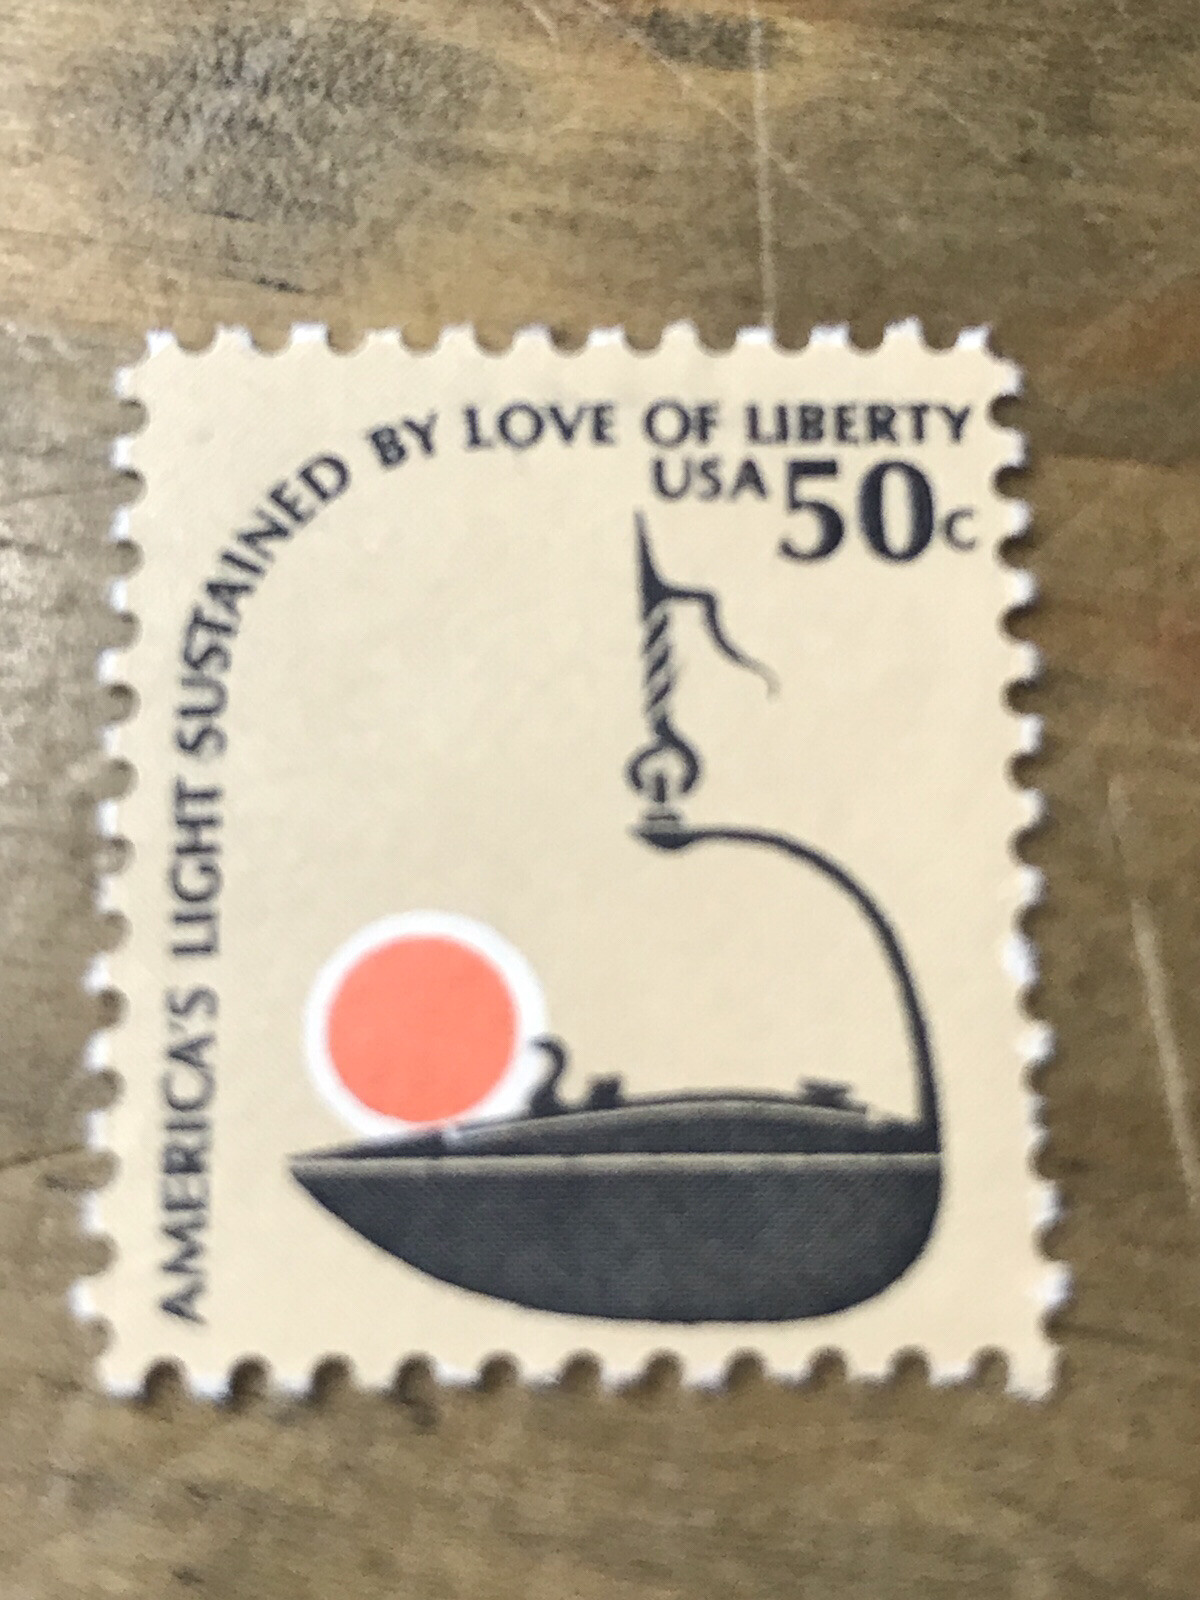 AMERICA'S LIGHT SUSTAINED BY LOVE OF LIBERTY
USA 50c